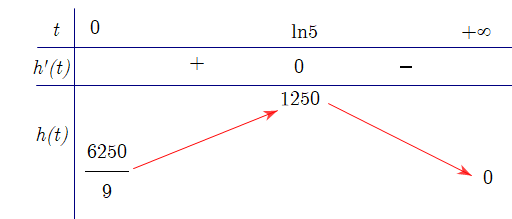 t 0 ln5 +∞
h'(t) + 0 −
1250
h(t)
6250
9
0